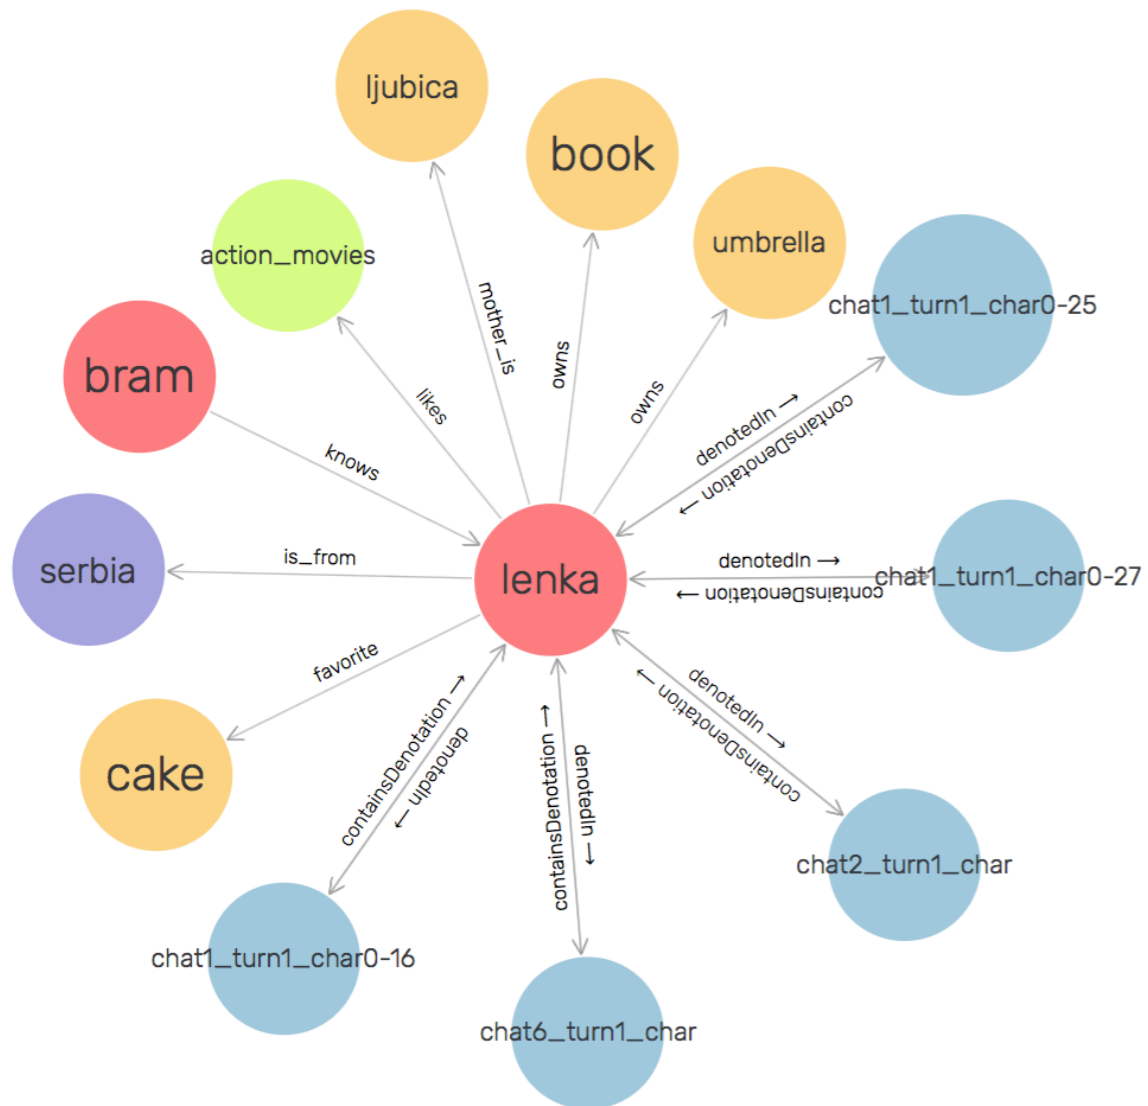 ljubica
book
umbrella
action_movies
chat1_turn1_char0-25
mother_is
owns
owns
bram
likes
denotedIn →
containsDenotation →
knows
serbia
is_from
lenka
denotedIn →
containsDenotation →
chat1_turn1_char0-27
favorite
denotedIn →
containsDenotation →
cake
containsDenotation →
denotedIn →
containsDenotation →
denotedIn →
chat2_turn1_char
chat1_turn1_char0-16
chat6_turn1_char